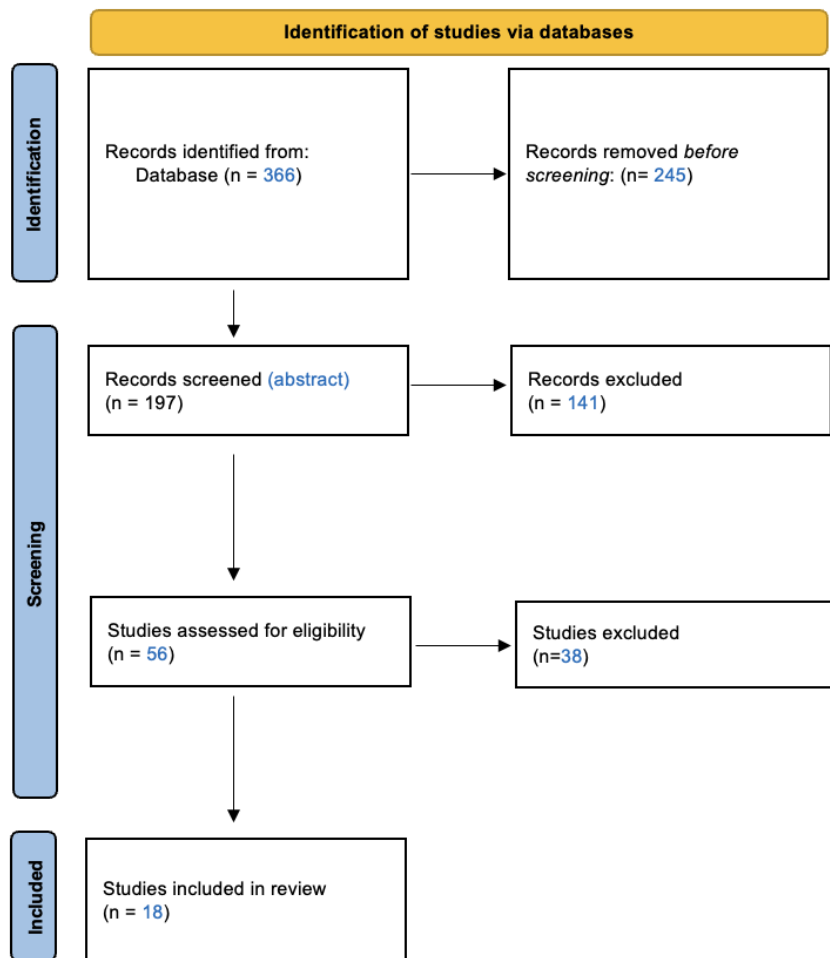 Identification of studies via databases
Identification
Records identified from:
Database (n = 366)
Records removed before
screening: (n= 245)
Screening
Records screened (abstract)
(n = 197)
Records excluded
(n = 141)
Studies assessed for eligibility
(n = 56)
Studies excluded
(n=38)
Included
Studies included in review
(n = 18)